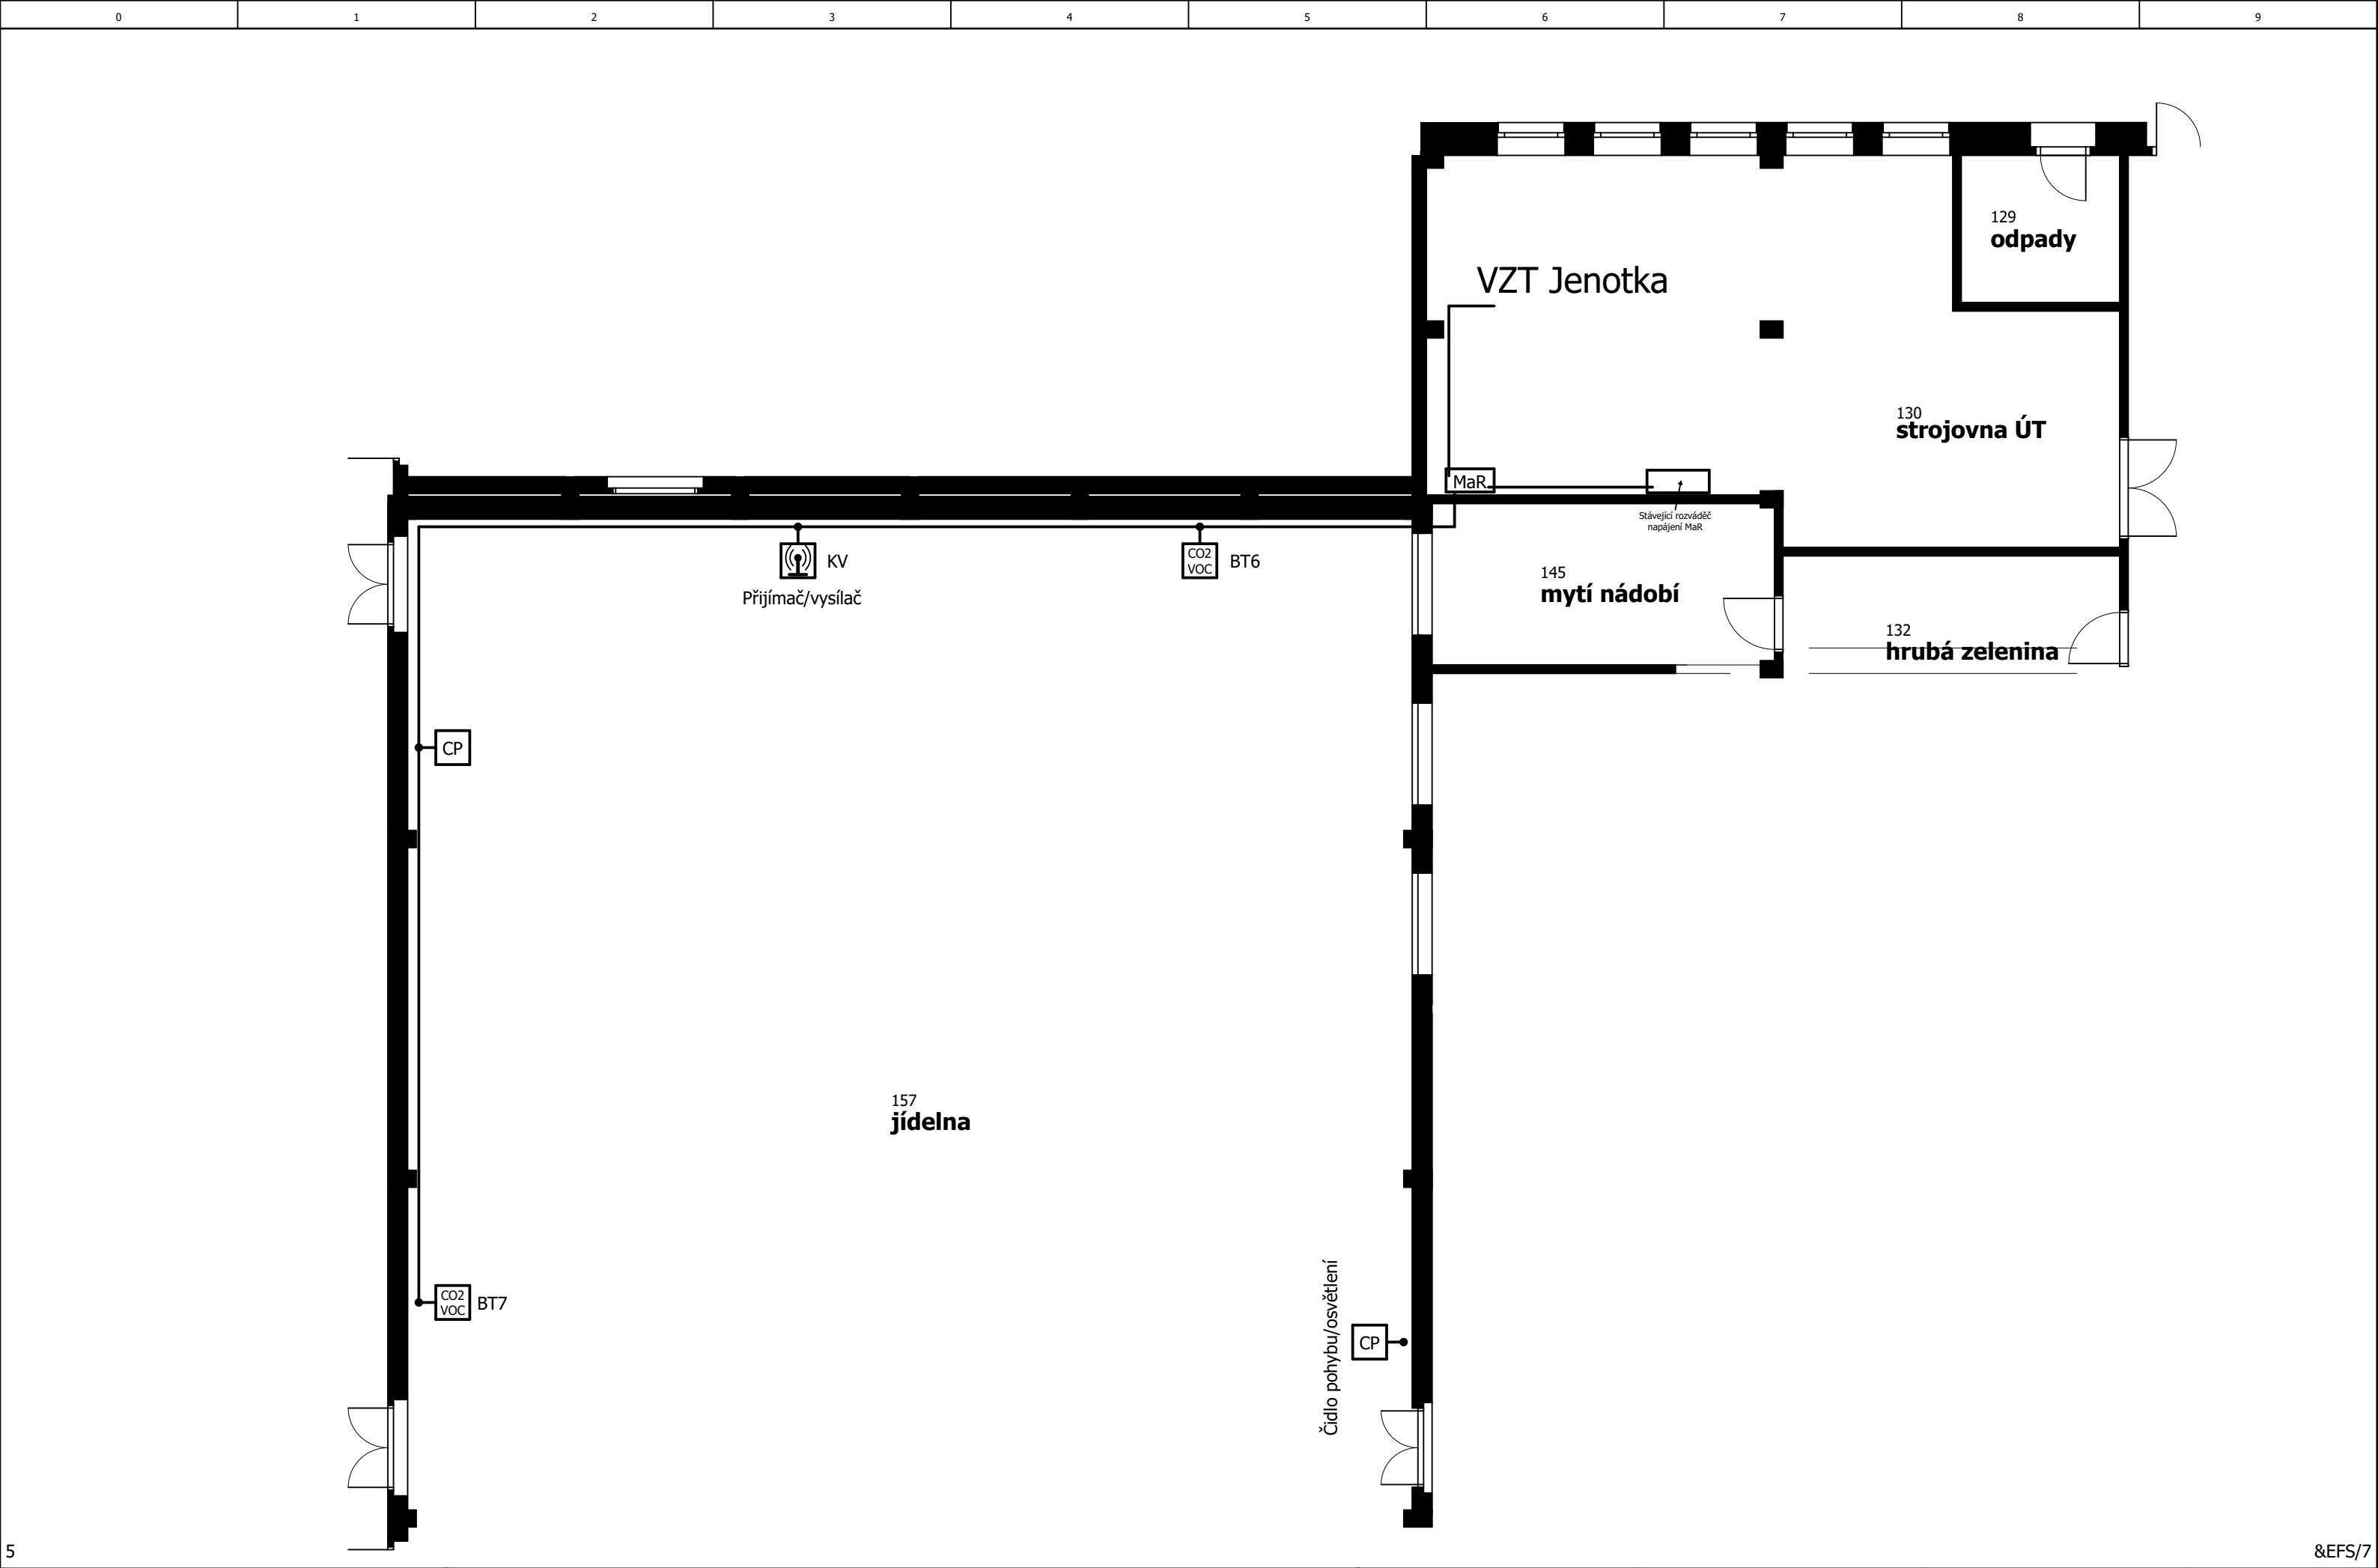 0 1 2 3 4 5 6 7 8 9
129
odpady
VZT Jenotka
130
strojovna ÚT
MaR
Stávající rozváděč
napájení MaR
KV
Přijímač/vysílač
CO2
VOC
BT6
145
mytí nádobí
132
hrubá zelenina
CP
157
jídelna
CO2
VOC
BT7
Čidlo pohybu/osvětlení
CP
5
&EFS/7